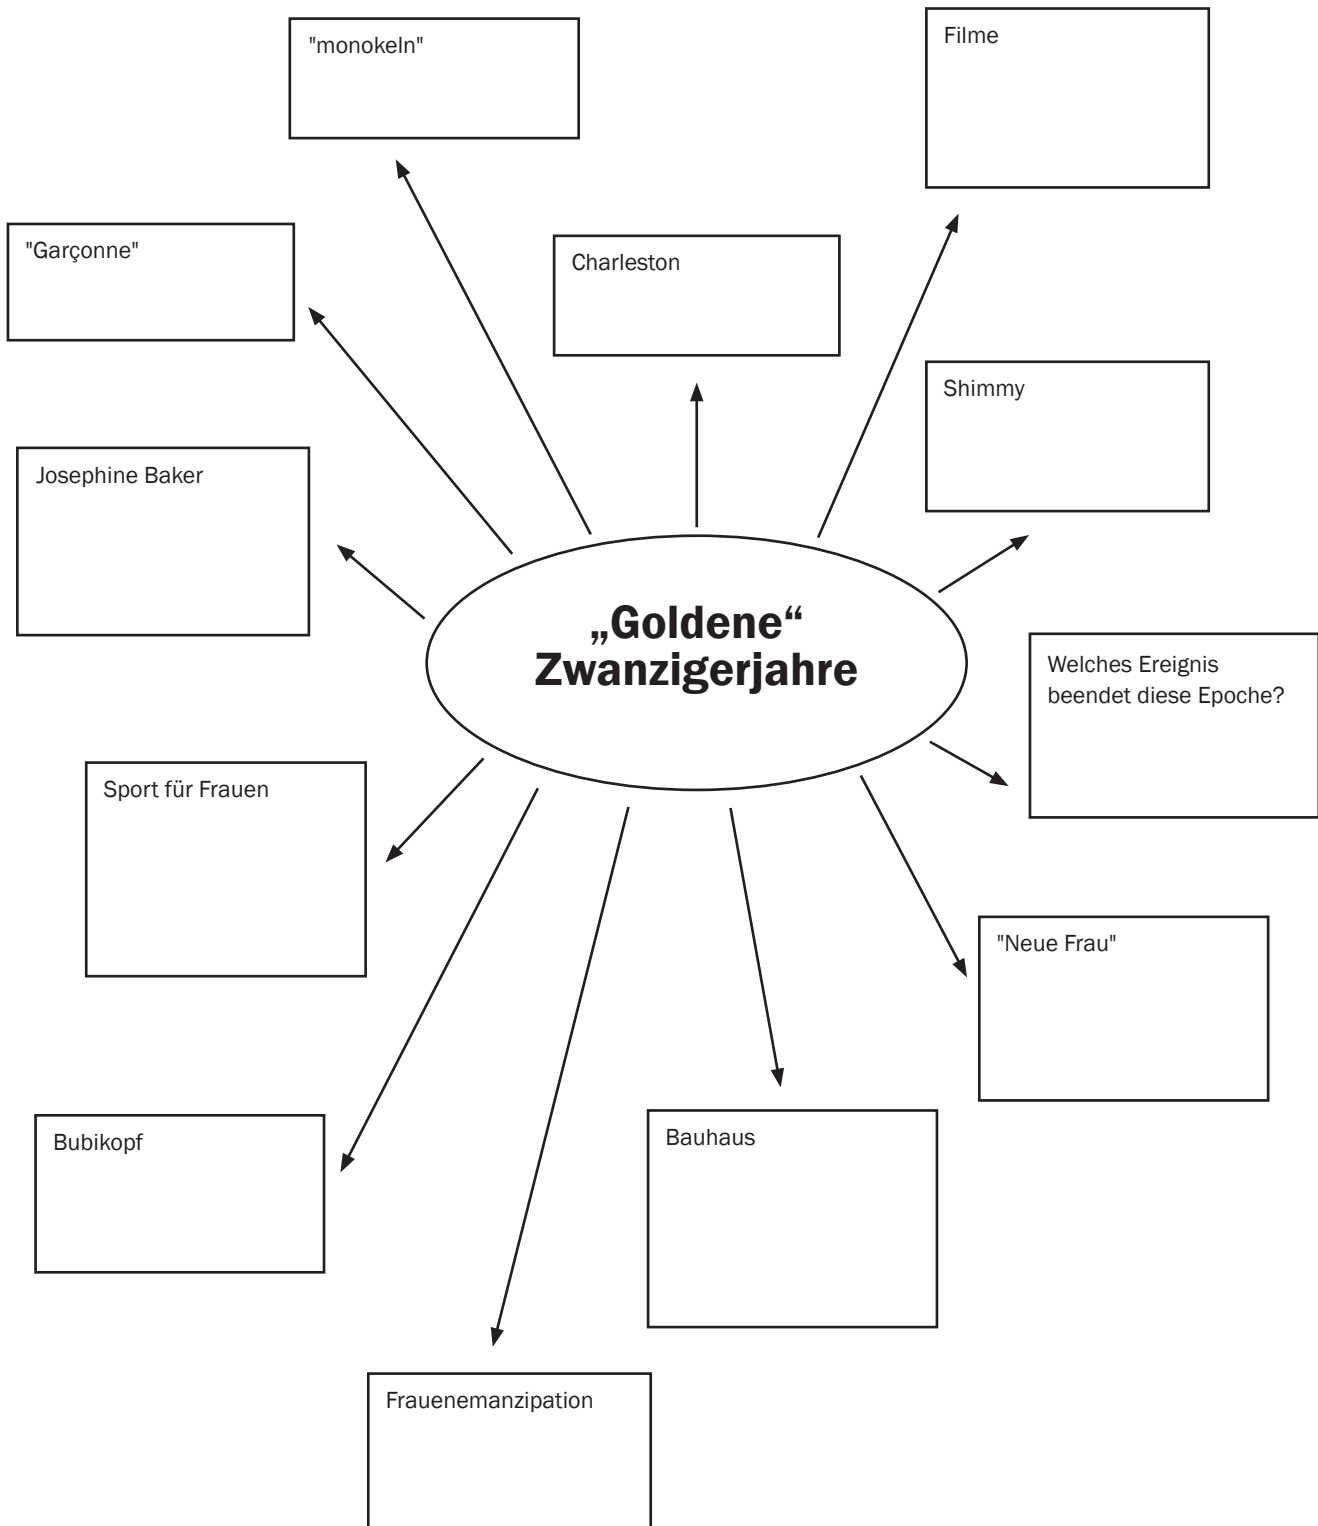 "monokeln"
Filme
"Garçonne"
Charleston
Shimmy
Josephine Baker
„Goldene“
Zwanzigerjahre
Welches Ereignis
beendet diese Epoche?
Sport für Frauen
"Neue Frau"
Bubikopf
Bauhaus
Frauenemanzipation